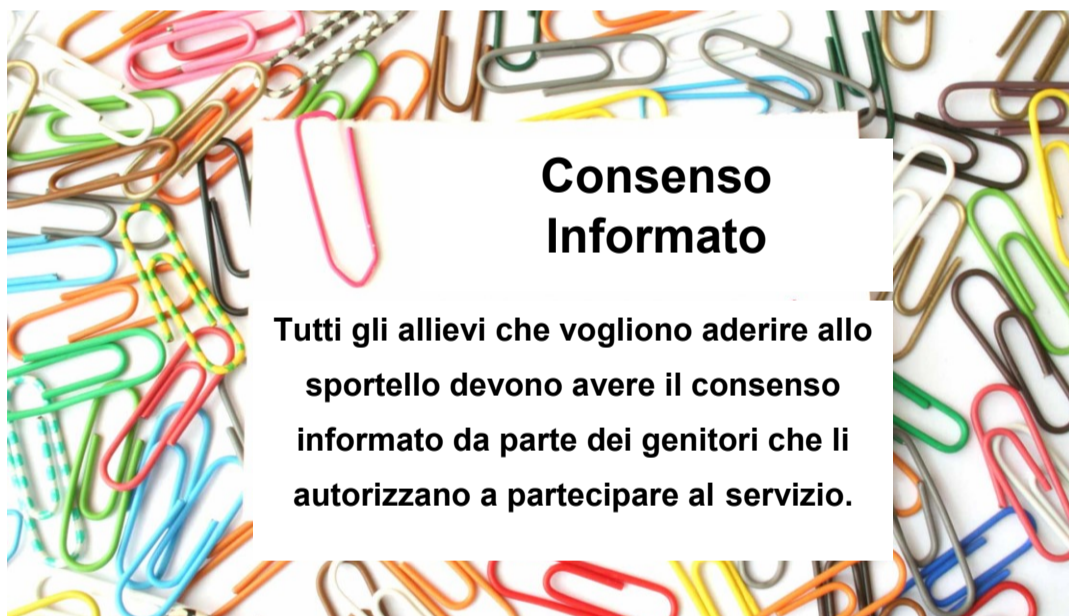 Consenso
Informato
Tutti gli allievi che vogliono aderire allo
sportello devono avere il consenso
informato da parte dei genitori che li
autorizzano a partecipare al servizio.